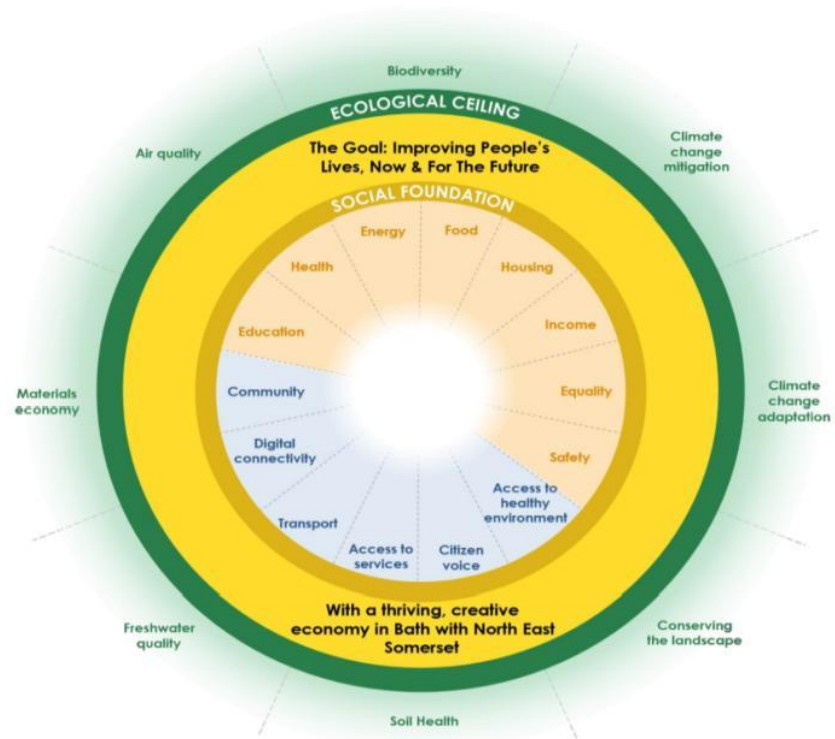 Biodiversity
ECOLOGICAL CEILING
Air quality
Climate
change
mitigation
The Goal: Improving People's
Lives, Now & For The Future
SOCIAL FOUNDATION
Energy
Food
Health
Housing
Education
Income
Materials
economy
Community
Equality
Climate
change
adaptation
Digital
connectivity
Safety
Transport
Access to
healthy
environment
Access to
services
Citizen
voice
With a thriving, creative
economy in Bath with North East
Somerset
Freshwater
quality
Conserving
the landscape
Soil Health